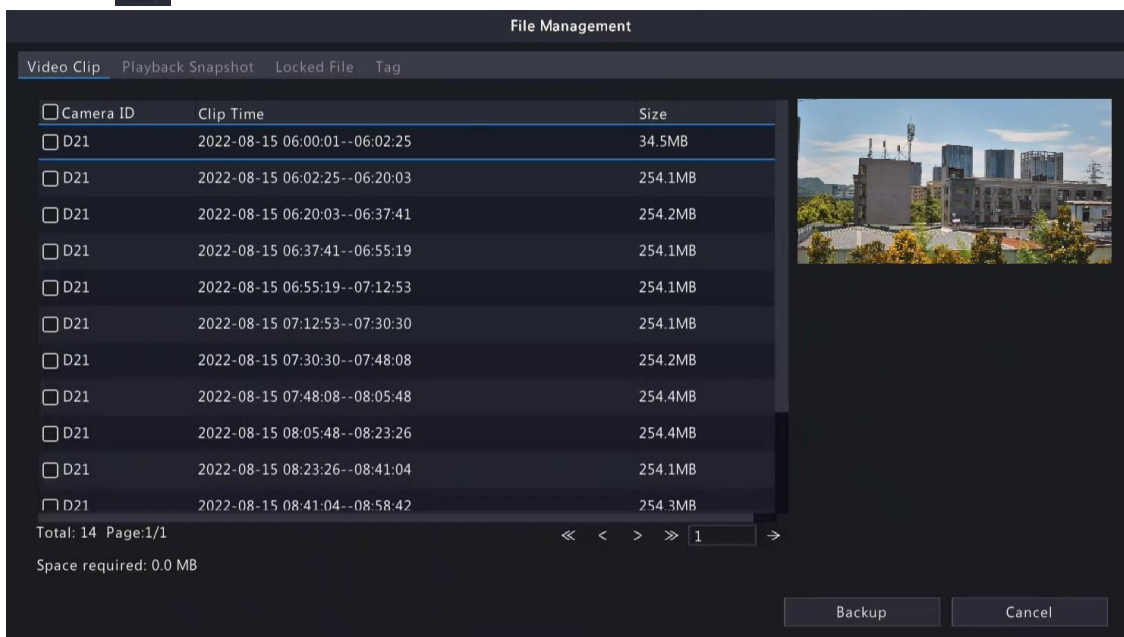 File Management
Video Clip Playback Snapshot Locked File Tag
Camera ID Clip Time Size
D21 2022-08-15 06:00:01--06:02:25 34.5MB
D21 2022-08-15 06:02:25--06:20:03 254.1MB
D21 2022-08-15 06:20:03--06:37:41 254.2MB
D21 2022-08-15 06:37:41--06:55:19 254.1MB
D21 2022-08-15 06:55:19--07:12:53 254.1MB
D21 2022-08-15 07:12:53--07:30:30 254.1MB
D21 2022-08-15 07:30:30--07:48:08 254.2MB
D21 2022-08-15 07:48:08--08:05:48 254.4MB
D21 2022-08-15 08:05:48--08:23:26 254.4MB
D21 2022-08-15 08:23:26--08:41:04 254.1MB
D21 2022-08-15 08:41:04--08:58:42 254.3MB
Total: 14 Page:1/1 ≪ < > ≫ 1 →
Space required: 0.0 MB
Backup Cancel